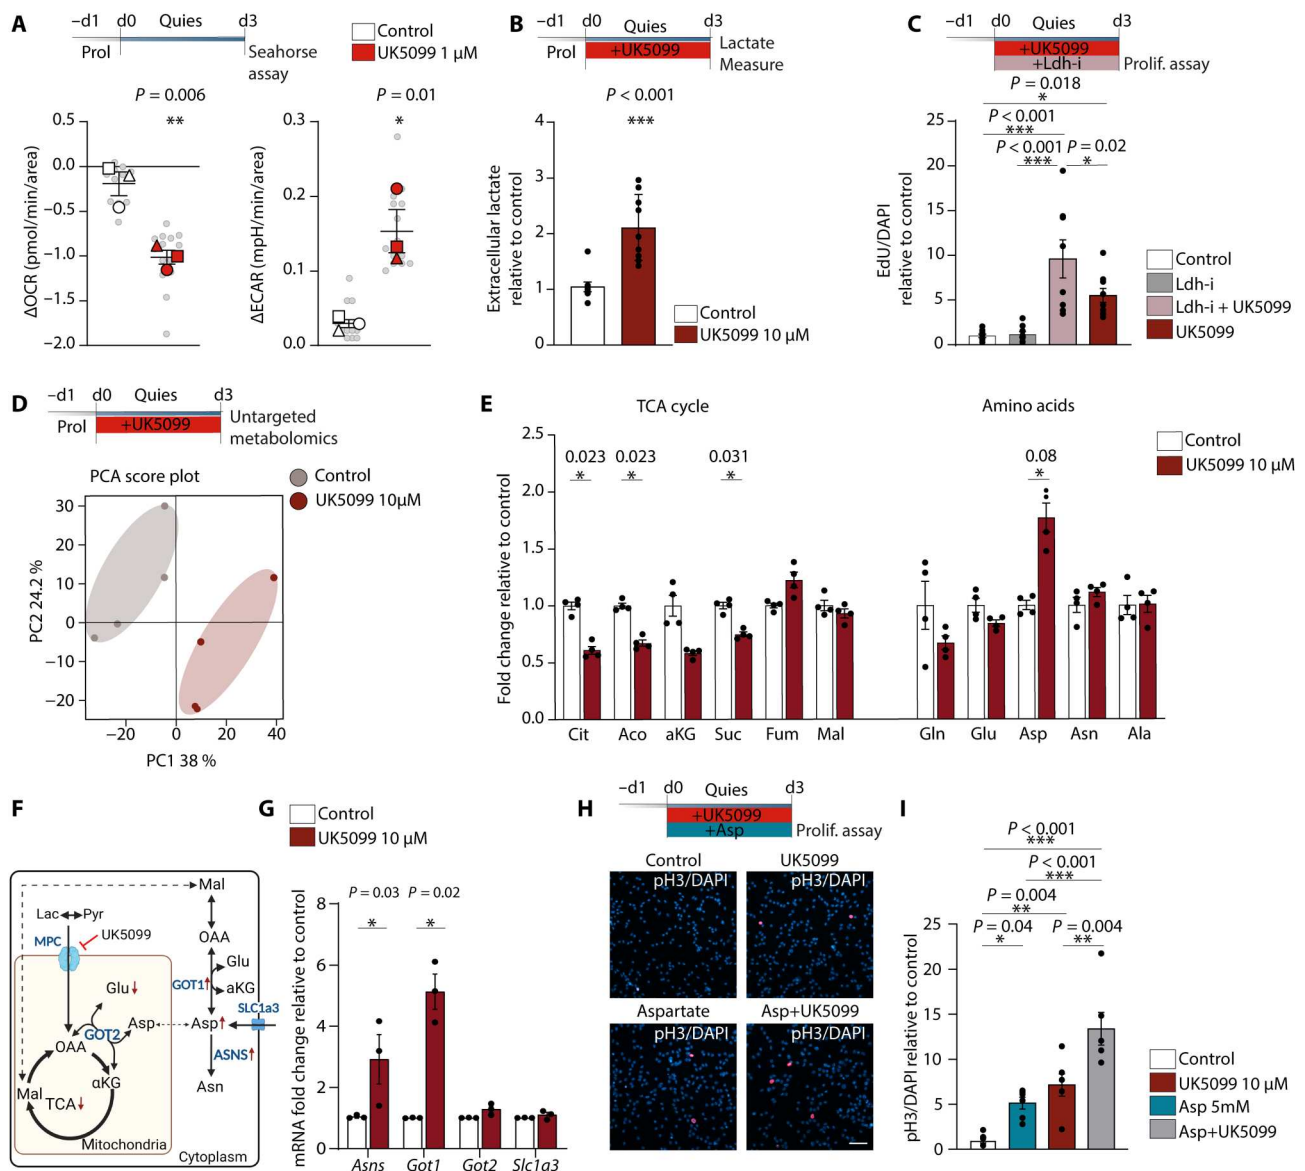 A
−d1 d0 Quies d3
Prol
Seahorse
assay
Control
UK5099 1 µM
P = 0.006
**
ΔOCR (pmol/min/area)
0.5
0.0
−0.5
−1.0
−1.5
−2.0
P = 0.01
*
ΔECAR (mpH/min/area)
0.3
0.2
0.1
0.0
B
d0 Quies d3
Prol
+UK5099
Lactate
Measure
P < 0.001
***
Extracellular lactate
relative to control
4
3
2
1
0
Control
UK5099 10 µM
C
−d1 d0 Quies d3
+UK5099
+Ldh-i
Prolif. assay
P = 0.018
*
P < 0.001
***
P < 0.001 P = 0.02
*** *
EdU/DAPI
relative to control
25
20
15
10
5
0
Control
Ldh-i
Ldh-i + UK5099
UK5099
D
−d1 d0 Quies d3
Prol
+UK5099
Untargeted
metabolomics
PCA score plot
Control
UK5099 10µM
PC2 24.2 %
30
20
10
0
−10
−20
−20 0 20 40
PC1 38 %
E
TCA cycle
Amino acids
Control
UK5099 10 µM
Fold change relative to control
2.5
2.0
1.5
1.0
0.5
0.0
0.023 0.023 0.031 0.08
* * * *
Cit Aco aKG Suc Fum Mal
Gln Glu Asp Asn Ala
F
Mal
Lac Pyr
OAA
MPC
UK5099
Glu
GOT1
aKG
Glu
SLC1a3
Asp
Asp
GOT2
OAA
ASNS
αKG
Asn
Mal
TCA
Mitochondria
Cytoplasm
G
Control
UK5099 10 µM
mRNA fold change relative to control
P = 0.03 P = 0.02
* *
8
6
4
2
0
Asns Got1 Got2 Slc1a3
H
−d1 d0 Quies d3
+UK5099
+Asp
Prolif. assay
Control UK5099
pH3/DAPI pH3/DAPI
Aspartate Asp+UK5099
pH3/DAPI pH3/DAPI
I
P < 0.001
***
P < 0.001
***
P = 0.004
**
P = 0.04 P = 0.004
* **
pH3/DAPI relative to control
25
20
15
10
5
0
Control
UK5099 10 µM
Asp 5mM
Asp+UK5099